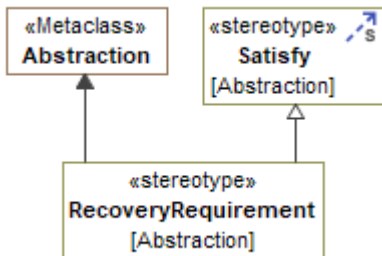 «Metaclass»
Abstraction
«stereotype»
S
Satisfy
[Abstraction]
«stereotype»
RecoveryRequirement
[Abstraction]